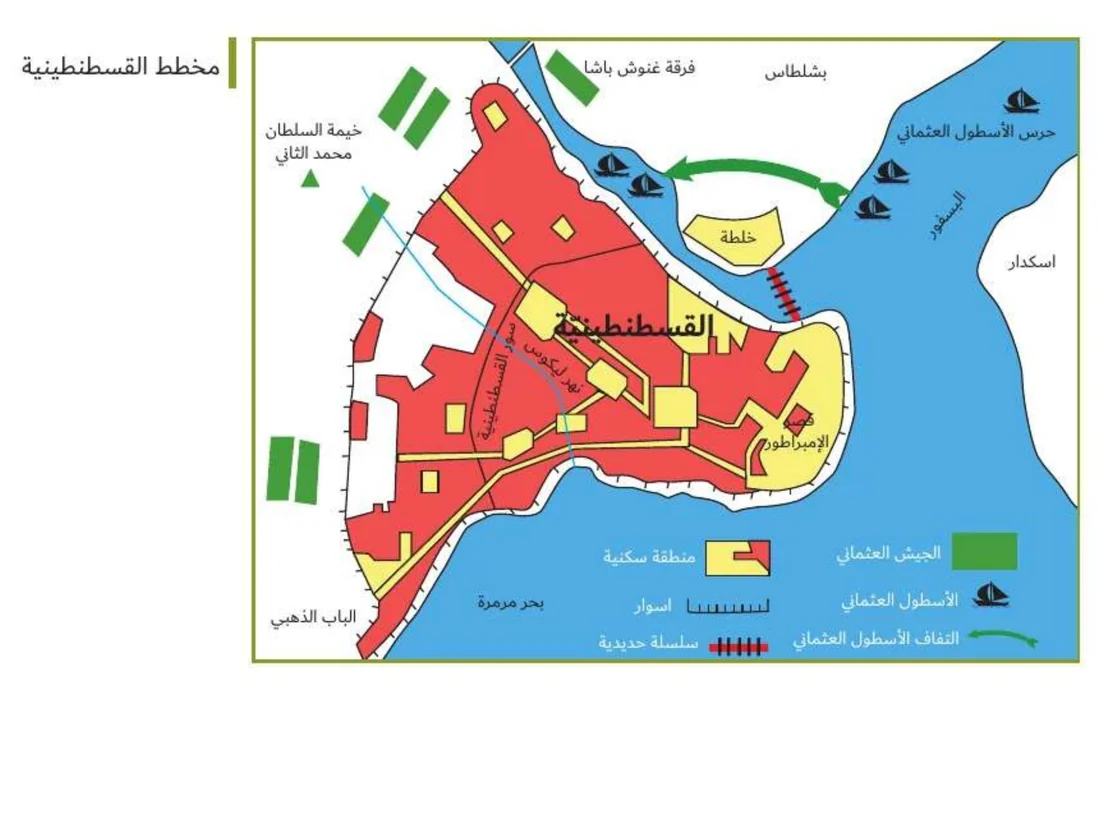 مخطط القسطنطينية
فرقة غنوش باشا
بشلطاس
حرس الأسطول العثماني
خيمة السلطان
محمد الثاني
البسفور
خلطة
اسكدار
القسطنطينيّة
سور القسطنطينية
نهر ليكوس
قصر
الإمبراطور
الباب الذهبي
بحر مرمرة
الجيش العثماني
منطقة سكنية
الأسطول العثماني
اسوار
التفاف الأسطول العثماني
سلسلة حديدية